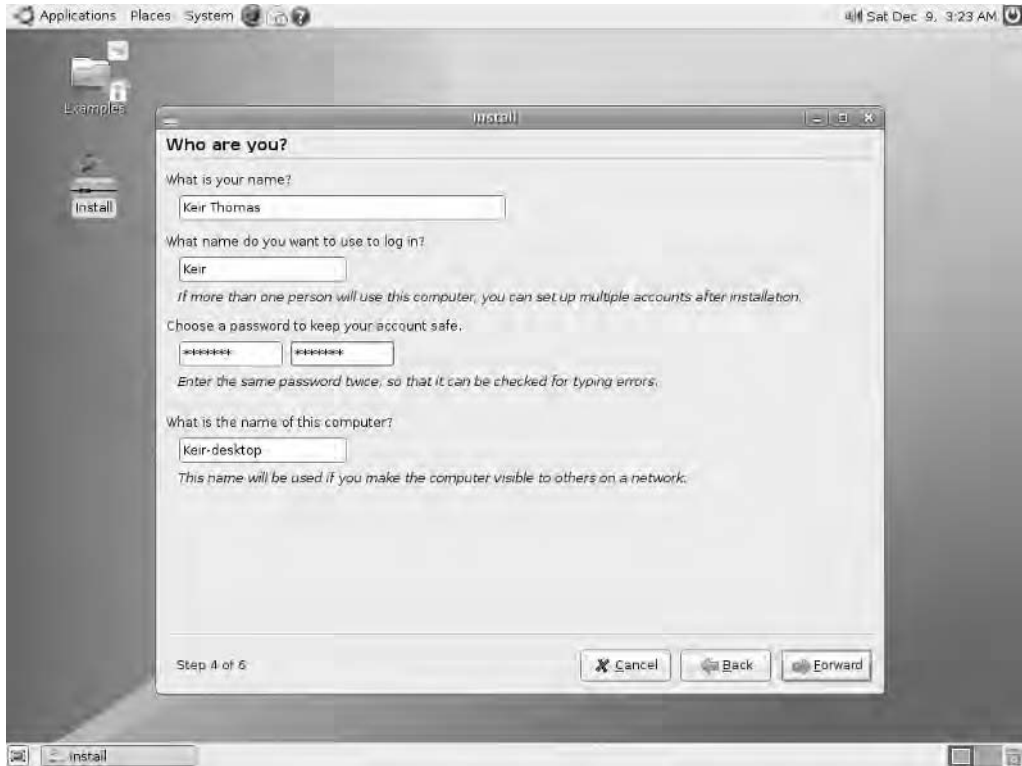 Applications Places System
Sat Dec 9, 3:23 AM
Examples
Install
Install
Who are you?
What is your name?
Keir Thomas
What name do you want to use to log in?
Keir
If more than one person will use this computer, you can set up multiple accounts after installation.
Choose a password to keep your account safe.
******* *******
Enter the same password twice, so that it can be checked for typing errors.
What is the name of this computer?
Keir-desktop
This name will be used if you make the computer visible to others on a network.
Step 4 of 6
Cancel Back Forward
Install